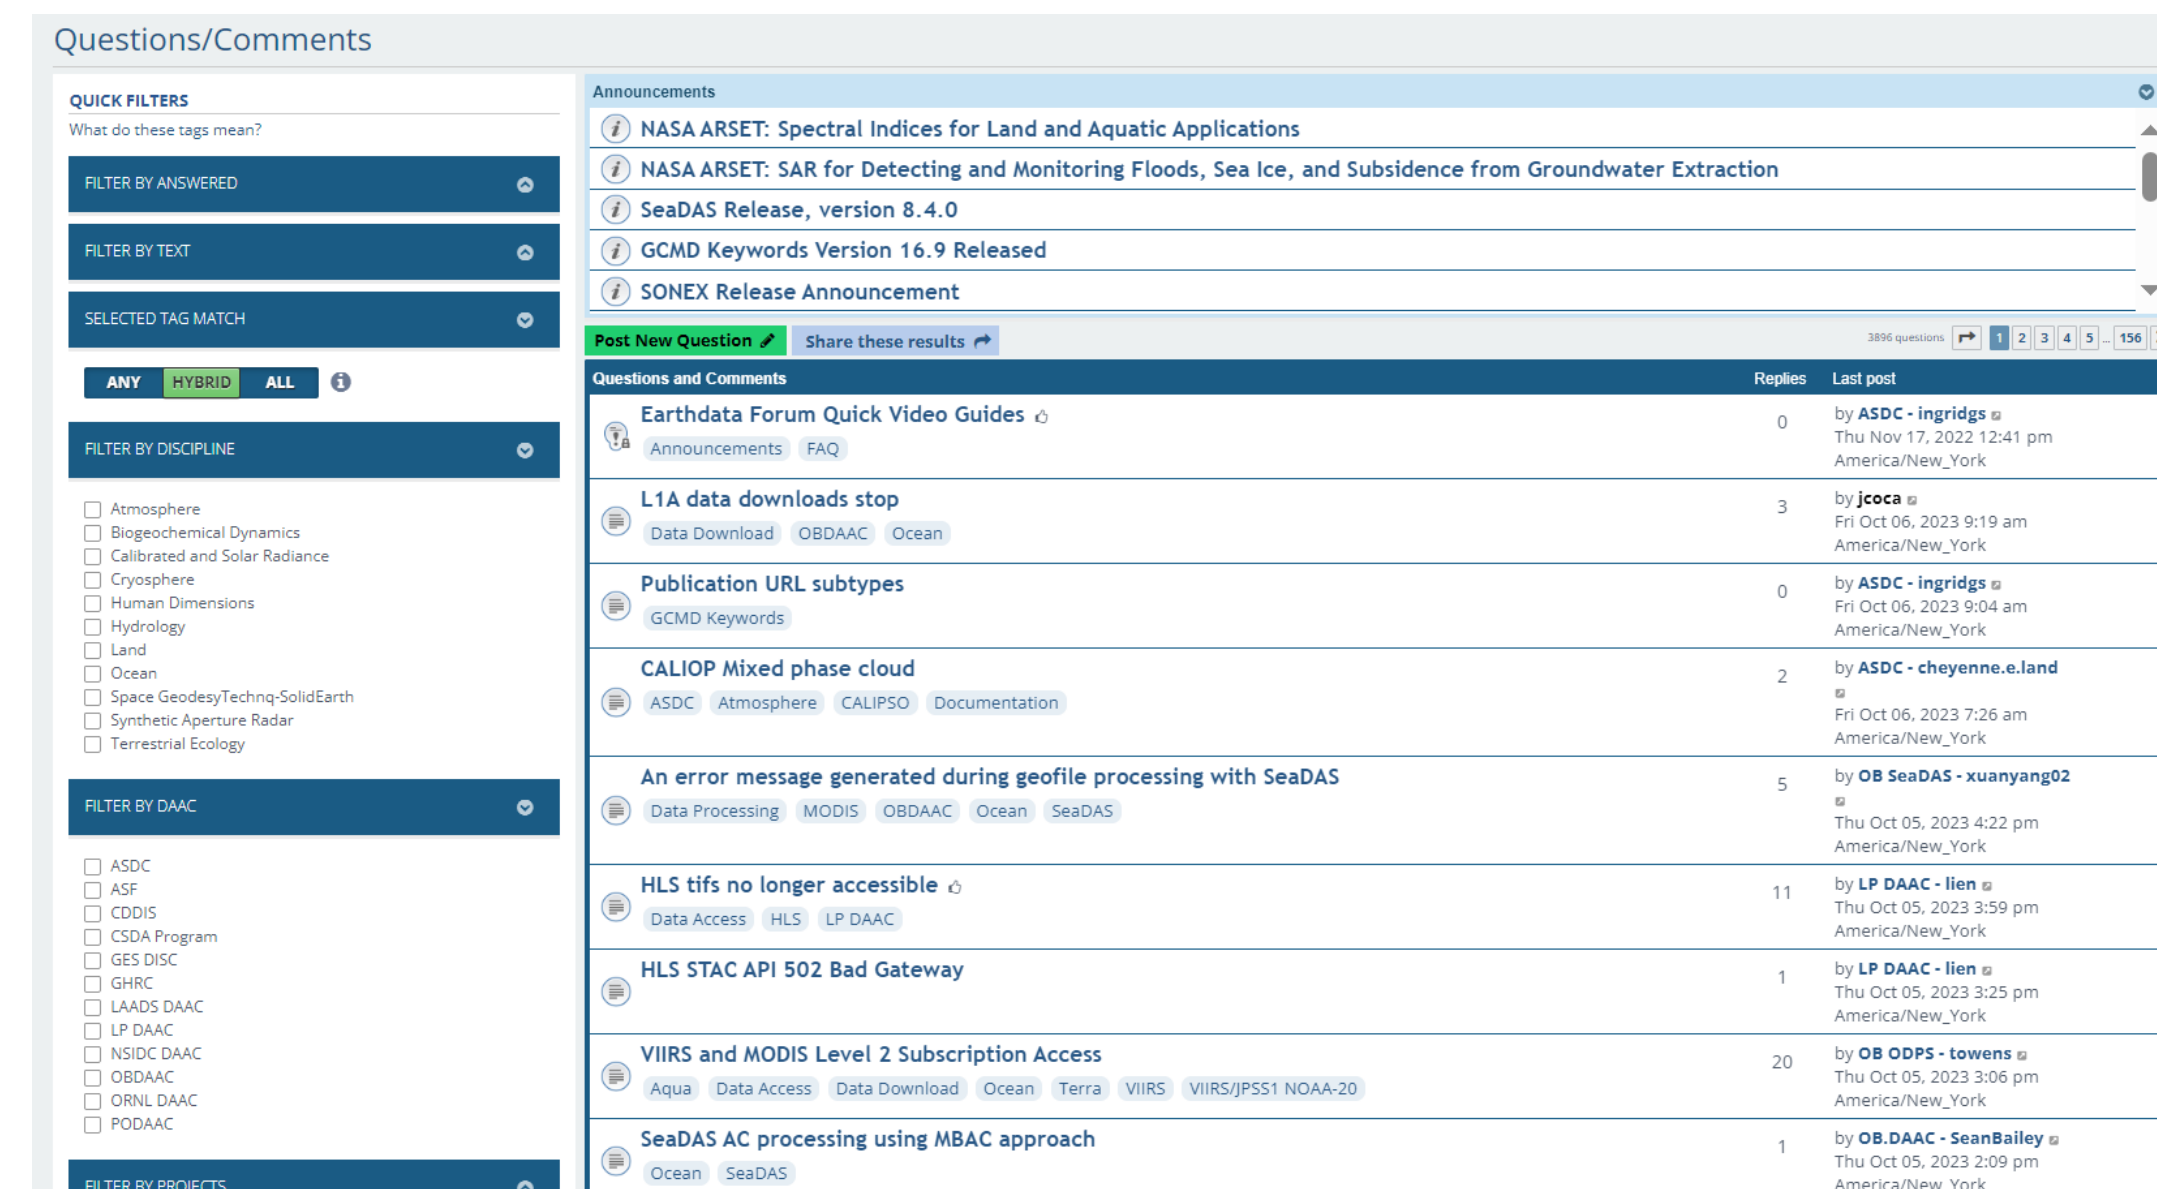 Questions/Comments
QUICK FILTERS
What do these tags mean?
FILTER BY ANSWERED
FILTER BY TEXT
SELECTED TAG MATCH
ANY HYBRID ALL
FILTER BY DISCIPLINE
Atmosphere
Biogeochemical Dynamics
Calibrated and Solar Radiance
Cryosphere
Human Dimensions
Hydrology
Land
Ocean
Space GeodesyTechnq-SolidEarth
Synthetic Aperture Radar
Terrestrial Ecology
FILTER BY DAAC
ASDC
ASF
CDDIS
CSDA Program
GES DISC
GHRC
LAADS DAAC
LP DAAC
NSIDC DAAC
OBDAAC
ORNL DAAC
PODAAC
FILTER BY PROJECTS
Announcements
NASA ARSET: Spectral Indices for Land and Aquatic Applications
NASA ARSET: SAR for Detecting and Monitoring Floods, Sea Ice, and Subsidence from Groundwater Extraction
SeaDAS Release, version 8.4.0
GCMD Keywords Version 16.9 Released
SONEX Release Announcement
Post New Question Share these results 3896 questions 1 2 3 4 5 … 156
Questions and Comments Replies Last post
Earthdata Forum Quick Video Guides
Announcements FAQ
0
by ASDC - ingridgs
Thu Nov 17, 2022 12:41 pm
America/New_York
L1A data downloads stop
Data Download OBDAAC Ocean
3
by jcoca
Fri Oct 06, 2023 9:19 am
America/New_York
Publication URL subtypes
GCMD Keywords
0
by ASDC - ingridgs
Fri Oct 06, 2023 9:04 am
America/New_York
CALIOP Mixed phase cloud
ASDC Atmosphere CALIPSO Documentation
2
by ASDC - cheyenne.e.land
Fri Oct 06, 2023 7:26 am
America/New_York
An error message generated during geofile processing with SeaDAS
Data Processing MODIS OBDAAC Ocean SeaDAS
5
by OB SeaDAS - xuanyang02
Thu Oct 05, 2023 4:22 pm
America/New_York
HLS tifs no longer accessible
Data Access HLS LP DAAC
11
by LP DAAC - lien
Thu Oct 05, 2023 3:59 pm
America/New_York
HLS STAC API 502 Bad Gateway
1
by LP DAAC - lien
Thu Oct 05, 2023 3:25 pm
America/New_York
VIIRS and MODIS Level 2 Subscription Access
Aqua Data Access Data Download Ocean Terra VIIRS VIIRS/JPSS1 NOAA-20
20
by OB ODPS - towens
Thu Oct 05, 2023 3:06 pm
America/New_York
SeaDAS AC processing using MBAC approach
Ocean SeaDAS
1
by OB.DAAC - SeanBailey
Thu Oct 05, 2023 2:09 pm
America/New_York